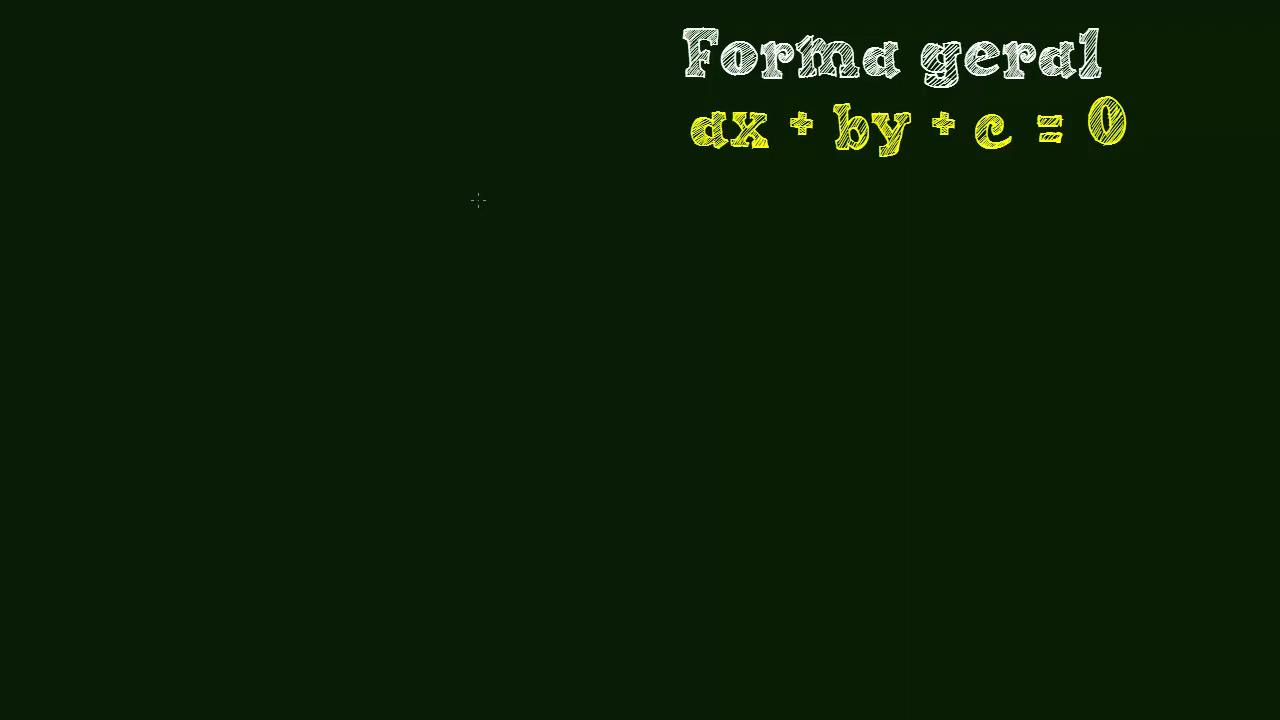 Forma geral
ax + by + c = 0